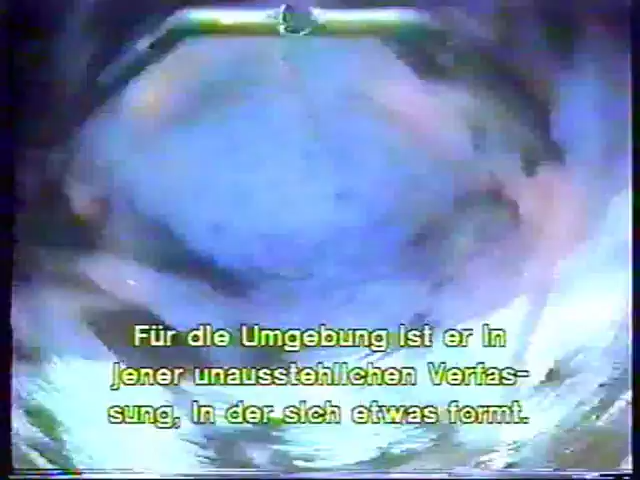 Für die Umgebung ist er in
jener unausstehlichen Verfas-
sung, in der sich etwas formt.